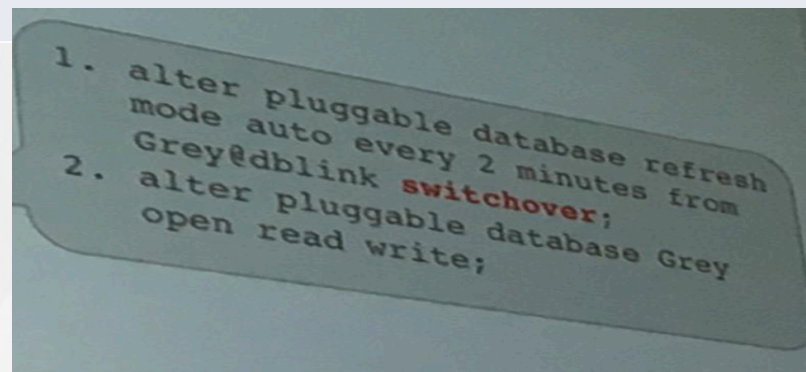 1. alter pluggable database refresh
mode auto every 2 minutes from
Grey@dblink switchover;
2. alter pluggable database Grey
open read write;